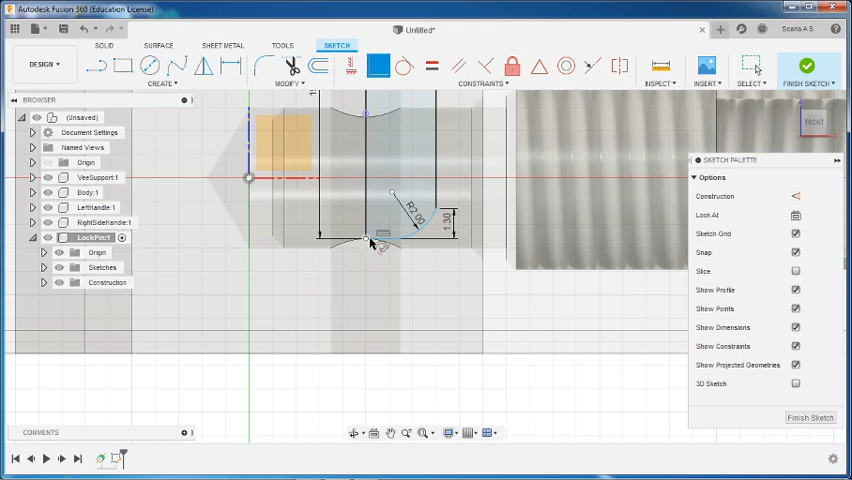 Autodesk Fusion 360 (Education License)
Untitled*
Scaria A S
SOLID
SURFACE
SHEET METAL
TOOLS
SKETCH
DESIGN
CREATE
MODIFY
CONSTRAINTS
INSPECT
INSERT
SELECT
FINISH SKETCH
BROWSER
(Unsaved)
Document Settings
Named Views
Origin
VeeSupport:1
Body:1
LeftHandle:1
RightSideHandle:1
LockPin:1
Origin
Sketches
Construction
R2.00
1.30
FRONT
SKETCH PALETTE
Options
Construction
Look At
Sketch Grid
Snap
Slice
Show Profile
Show Points
Show Dimensions
Show Constraints
Show Projected Geometries
3D Sketch
Finish Sketch
COMMENTS